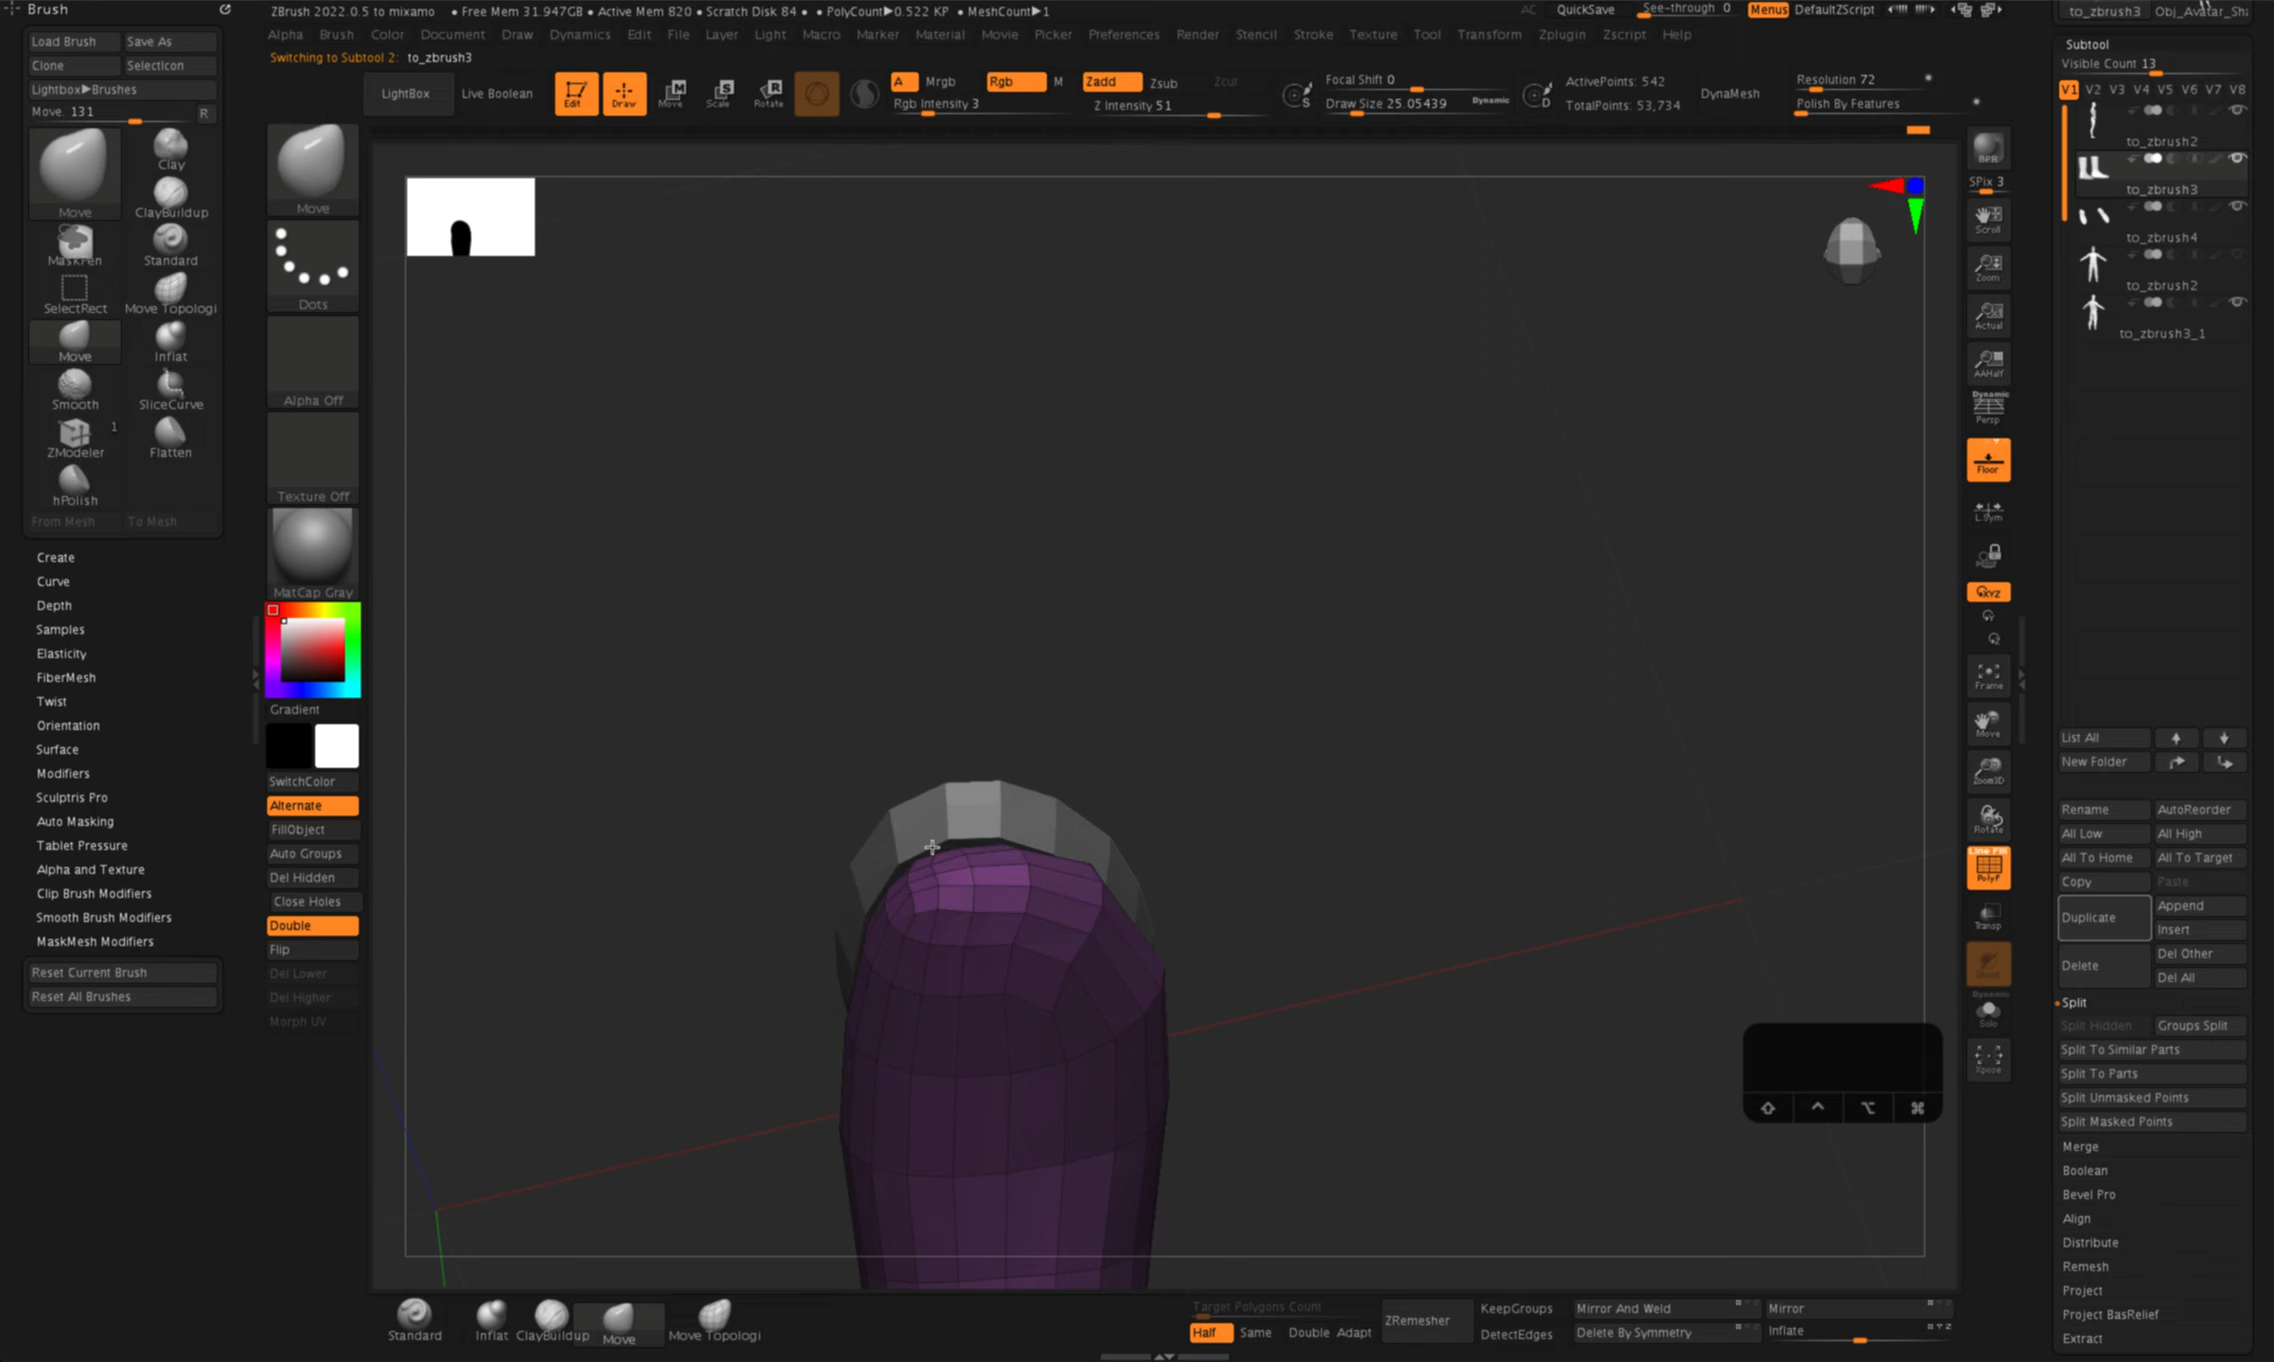 Brush
ZBrush 2022.0.5 to mixamo • Free Mem 31.947GB • Active Mem 820 • Scratch Disk 84 • • PolyCount▶0.522 KP • MeshCount▶1
AC QuickSave See-through 0 Menus DefaultZScript
to_zbrush3
Load Brush Save As
Alpha Brush Color Document Draw Dynamics Edit File Layer Light Macro Marker Material Movie Picker Preferences Render Stencil Stroke Texture Tool Transform Zplugin Zscript Help
Switching to Subtool 2: to_zbrush3
Clone SelectIcon
Lightbox▶Brushes
Move. 131 R
LightBox Live Boolean
Edit Draw Move Scale Rotate
A Mrgb Rgb M Zadd Zsub Zcut
Rgb Intensity 3 Z Intensity 51
Focal Shift 0
Draw Size 25.05439 Dynamic
ActivePoints: 542
TotalPoints: 53,734
DynaMesh
Resolution 72
Polish By Features
Subtool
Visible Count 13
V1 V2 V3 V4 V5 V6 V7 V8
to_zbrush2
to_zbrush3
to_zbrush4
to_zbrush2
to_zbrush3_1
Move
Clay
ClayBuildup
MaskPen
Standard
SelectRect
Move Topologi
Move
Inflat
Smooth
SliceCurve
ZModeler 1
Flatten
hPolish
From Mesh To Mesh
Create
Curve
Depth
Samples
Elasticity
FiberMesh
Twist
Orientation
Surface
Modifiers
Sculptris Pro
Auto Masking
Tablet Pressure
Alpha and Texture
Clip Brush Modifiers
Smooth Brush Modifiers
MaskMesh Modifiers
Reset Current Brush
Reset All Brushes
Move
Dots
Alpha Off
Texture Off
MatCap Gray
Gradient
SwitchColor
Alternate
FillObject
Auto Groups
Del Hidden
Close Holes
Double
Flip
Del Lower
Del Higher
Morph UV
BPR
SPix 3
Scroll
Zoom
Actual
AAHalf
Dynamic
Persp
Floor
L.Sym
XYZ
Frame
Move
Zoom3D
Rotate
Line Fill
PolyF
Transp
Ghost
Dynamic
Solo
Xpose
List All
New Folder
Rename AutoReorder
All Low All High
All To Home All To Target
Copy Paste
Duplicate Append
Insert
Delete Del Other
Del All
Split
Split Hidden Groups Split
Split To Similar Parts
Split To Parts
Split Unmasked Points
Split Masked Points
Merge
Boolean
Bevel Pro
Align
Distribute
Remesh
Project
Project BasRelief
Extract
Standard Inflat ClayBuildup Move Move Topologi
Target Polygons Count
Half Same Double Adapt
ZRemesher
KeepGroups
DetectEdges
Mirror And Weld
Delete By Symmetry
Mirror
Inflate